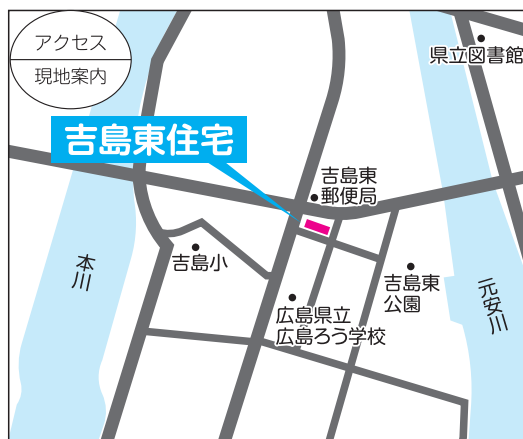 アクセス
現地案内
県立図書館
吉島東住宅
吉島東
郵便局
本川
吉島小
吉島東
公園
元安川
広島県立
広島ろう学校